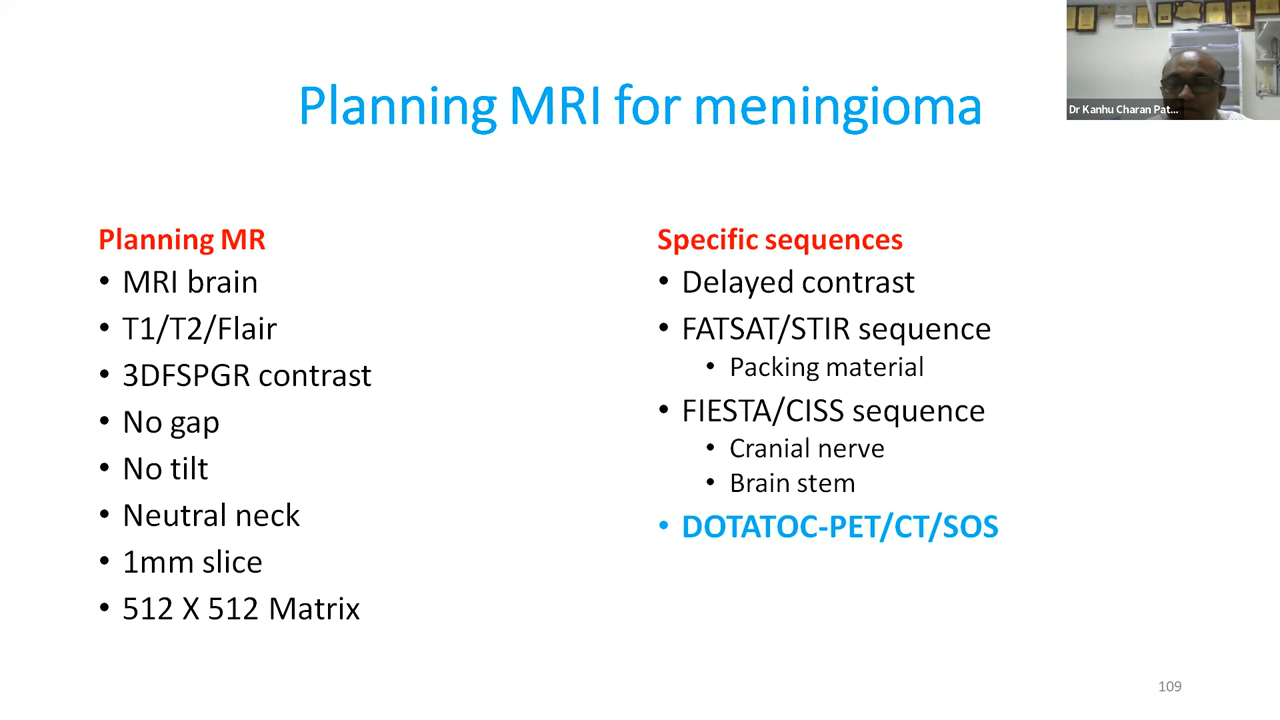 Planning MRI for meningioma
Dr Kanhu Charan Pat...
Planning MR
• MRI brain
• T1/T2/Flair
• 3DFSPGR contrast
• No gap
• No tilt
• Neutral neck
• 1mm slice
• 512 X 512 Matrix
Specific sequences
• Delayed contrast
• FATSAT/STIR sequence
• Packing material
• FIESTA/CISS sequence
• Cranial nerve
• Brain stem
• DOTATOC-PET/CT/SOS
109